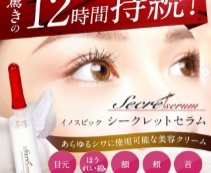 驚きの12時間持続!
Secret serum
イノスピック シークレットセラム
あらゆるシワに使用可能な美容クリーム
目元
ほうれい線
額
頬
首